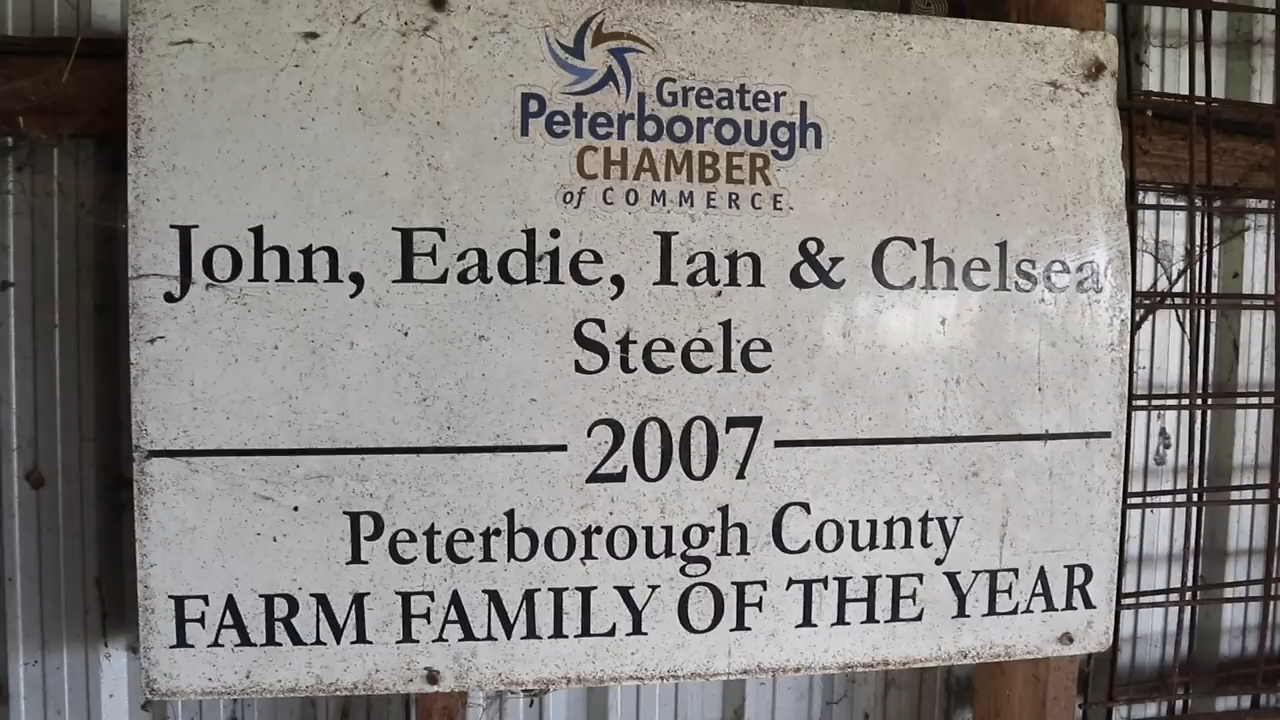 Greater
Peterborough
CHAMBER
of COMMERCE
John, Eadie, Ian & Chelsea
Steele
2007
Peterborough County
FARM FAMILY OF THE YEAR